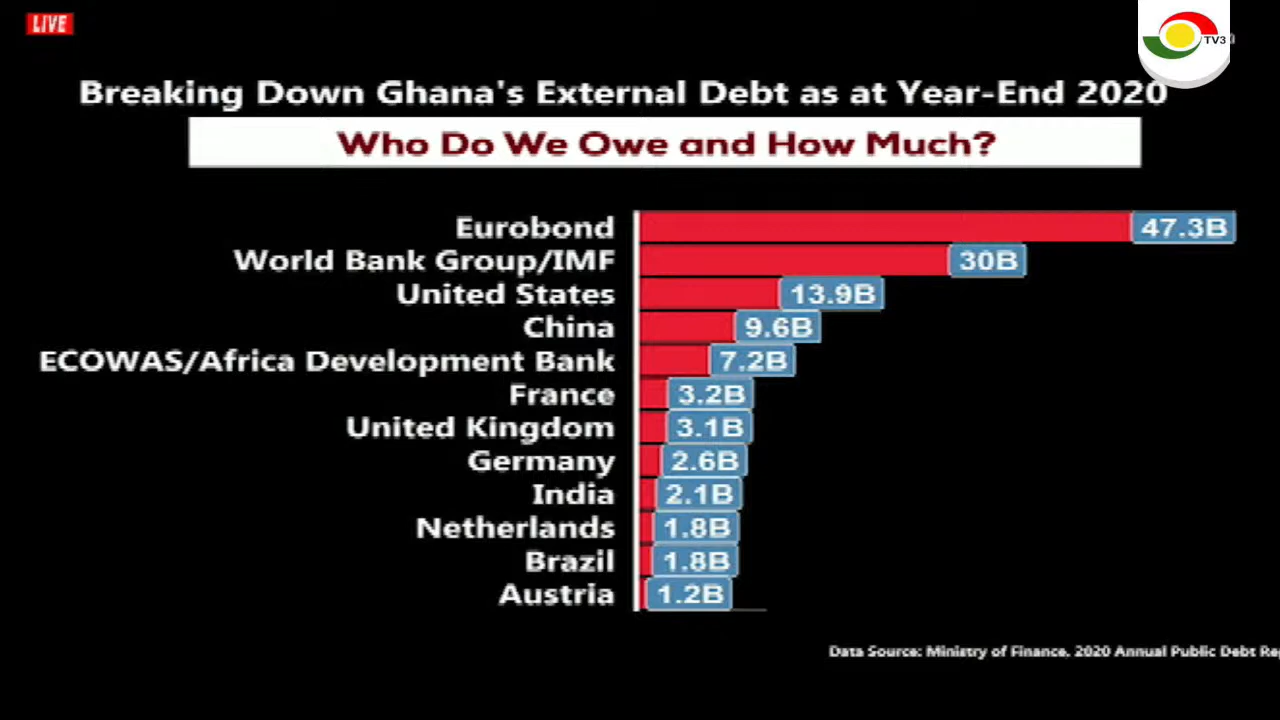 LIVE
TV3
Breaking Down Ghana's External Debt as at Year-End 2020
Who Do We Owe and How Much?
Eurobond 47.3B
World Bank Group/IMF 30B
United States 13.9B
China 9.6B
ECOWAS/Africa Development Bank 7.2B
France 3.2B
United Kingdom 3.1B
Germany 2.6B
India 2.1B
Netherlands 1.8B
Brazil 1.8B
Austria 1.2B
Data Source: Ministry of Finance, 2020 Annual Public Debt